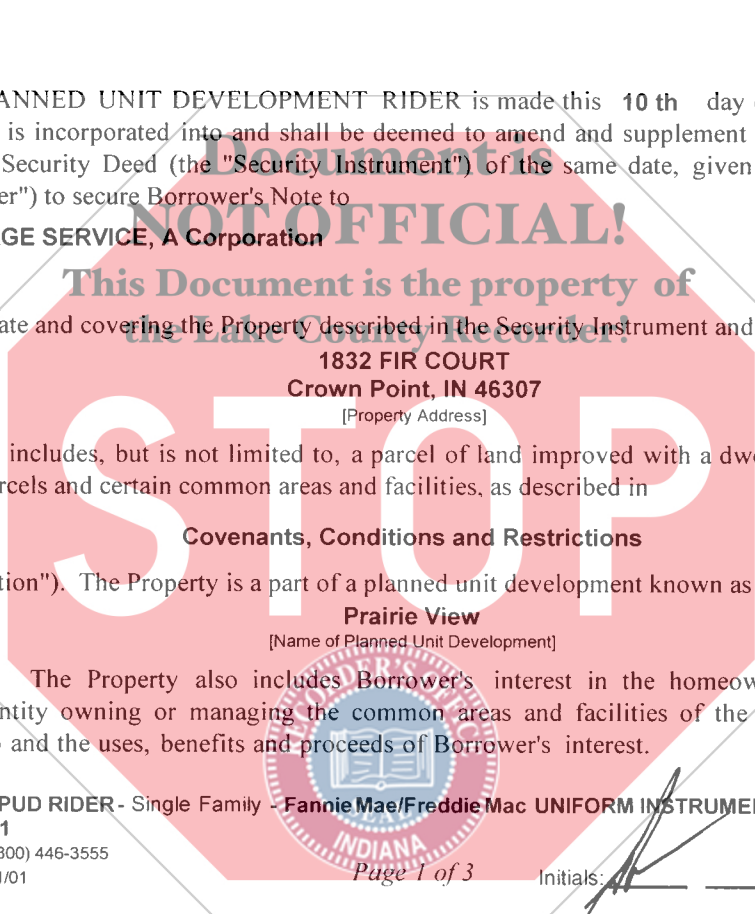 ANNED UNIT DEVELOPMENT RIDER is made this 10 th day
is incorporated into and shall be deemed to amend and supplement
Document is
Security Deed (the "Security Instrument") of the same date, given
er") to secure Borrower's Note to
NOT OFFICIAL!
GE SERVICE, A Corporation
This Document is the property of
ate and covering the Property described in the Security Instrument and
the Lake County Recorder!
1832 FIR COURT
Crown Point, IN 46307
[Property Address]
STOP
includes, but is not limited to, a parcel of land improved with a dwe
rcels and certain common areas and facilities, as described in
Covenants, Conditions and Restrictions
tion"). The Property is a part of a planned unit development known as
Prairie View
[Name of Planned Unit Development]
The Property also includes Borrower's interest in the homeow
RECORDER'S OFFICE
ntity owning or managing the common areas and facilities of the
and the uses, benefits and proceeds of Borrower's interest.
PUD RIDER - Single Family - Fannie Mae/Freddie Mac UNIFORM INSTRUME
1
SEAL
INDIANA
800) 446-3555
Page 1 of 3
Initials:
1/01